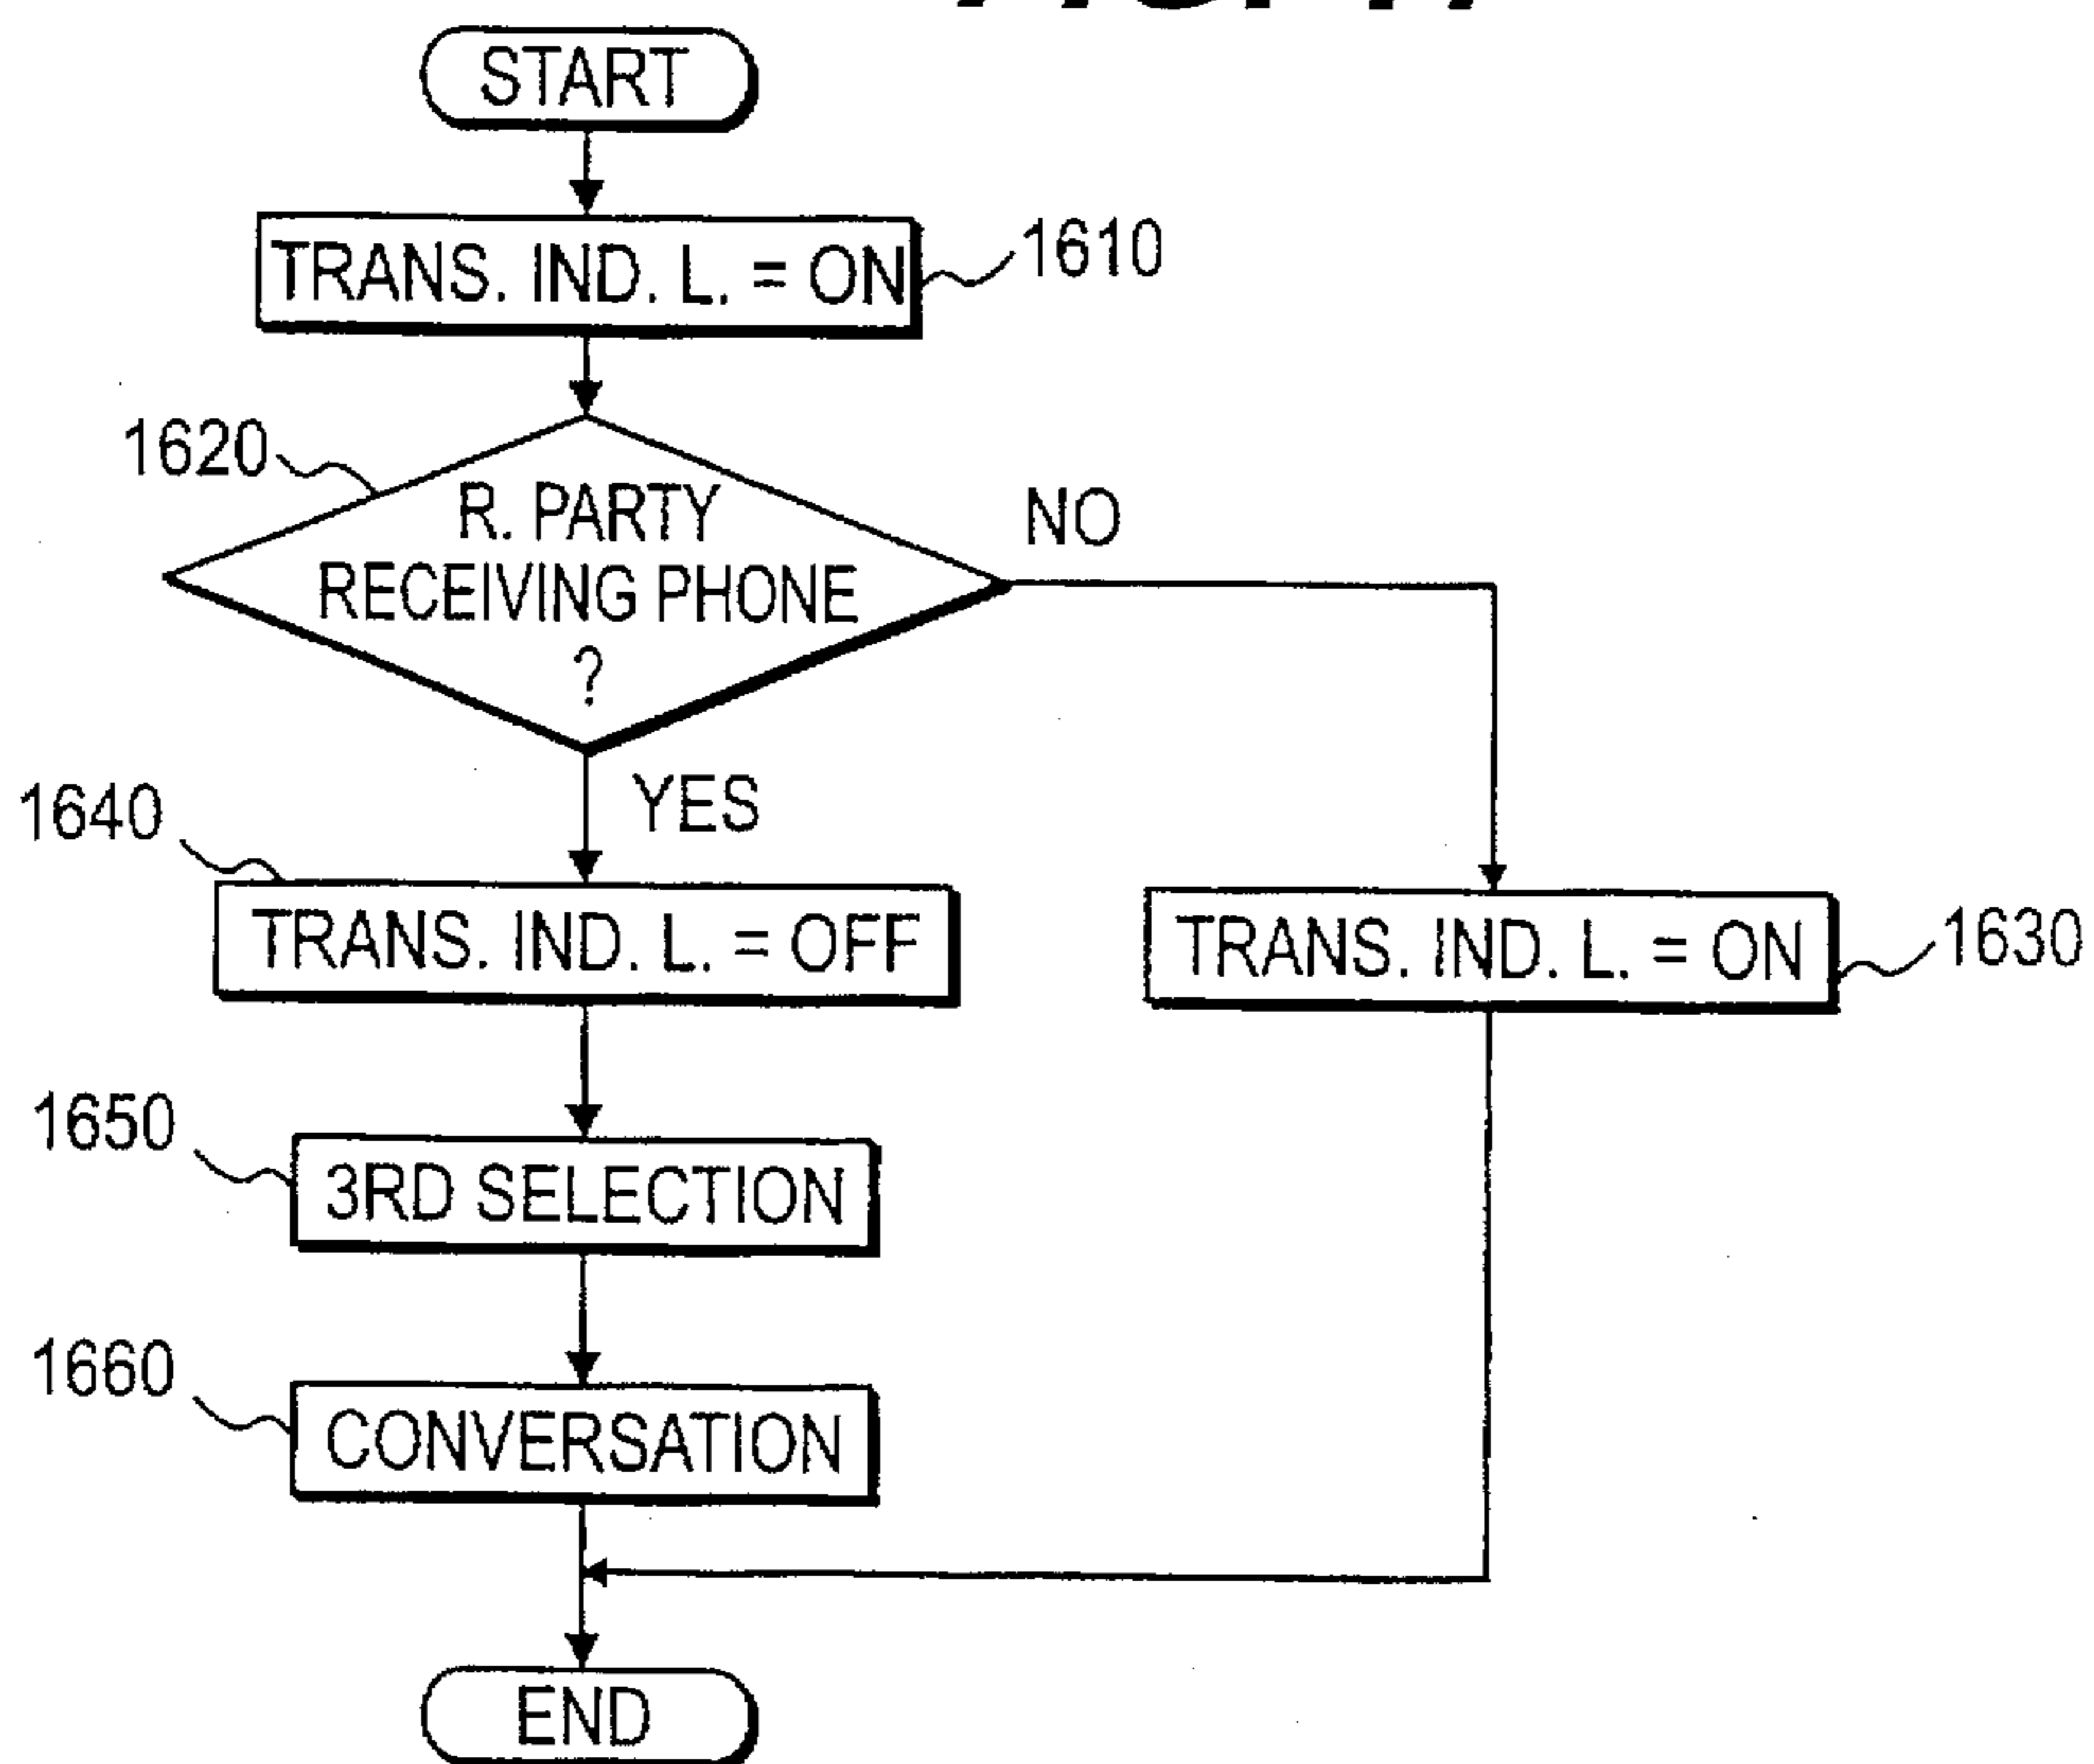 START
TRANS. IND. L. = ON
1610
1620
R. PARTY
RECEIVING PHONE
?
NO
YES
1640
TRANS. IND. L. = OFF
TRANS. IND. L. = ON
1630
1650
3RD SELECTION
1660
CONVERSATION
END